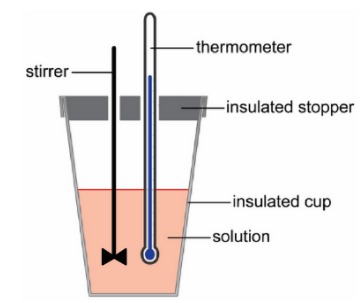 thermometer
stirrer
insulated stopper
insulated cup
solution